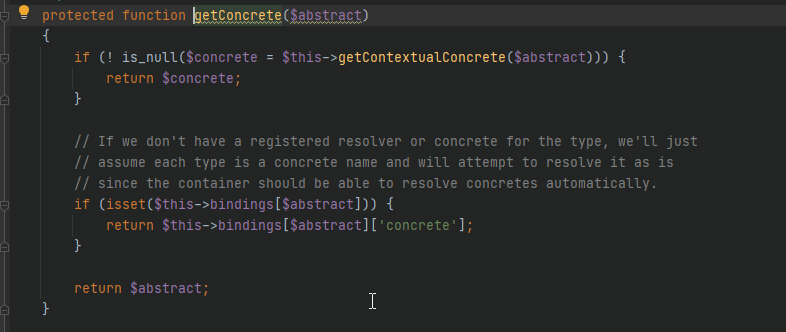 protected function getConcrete($abstract)
{
    if (! is_null($concrete = $this->getContextualConcrete($abstract))) {
        return $concrete;
    }

    // If we don't have a registered resolver or concrete for the type, we'll just
    // assume each type is a concrete name and will attempt to resolve it as is
    // since the container should be able to resolve concretes automatically.
    if (isset($this->bindings[$abstract])) {
        return $this->bindings[$abstract]['concrete'];
    }

    return $abstract;
}